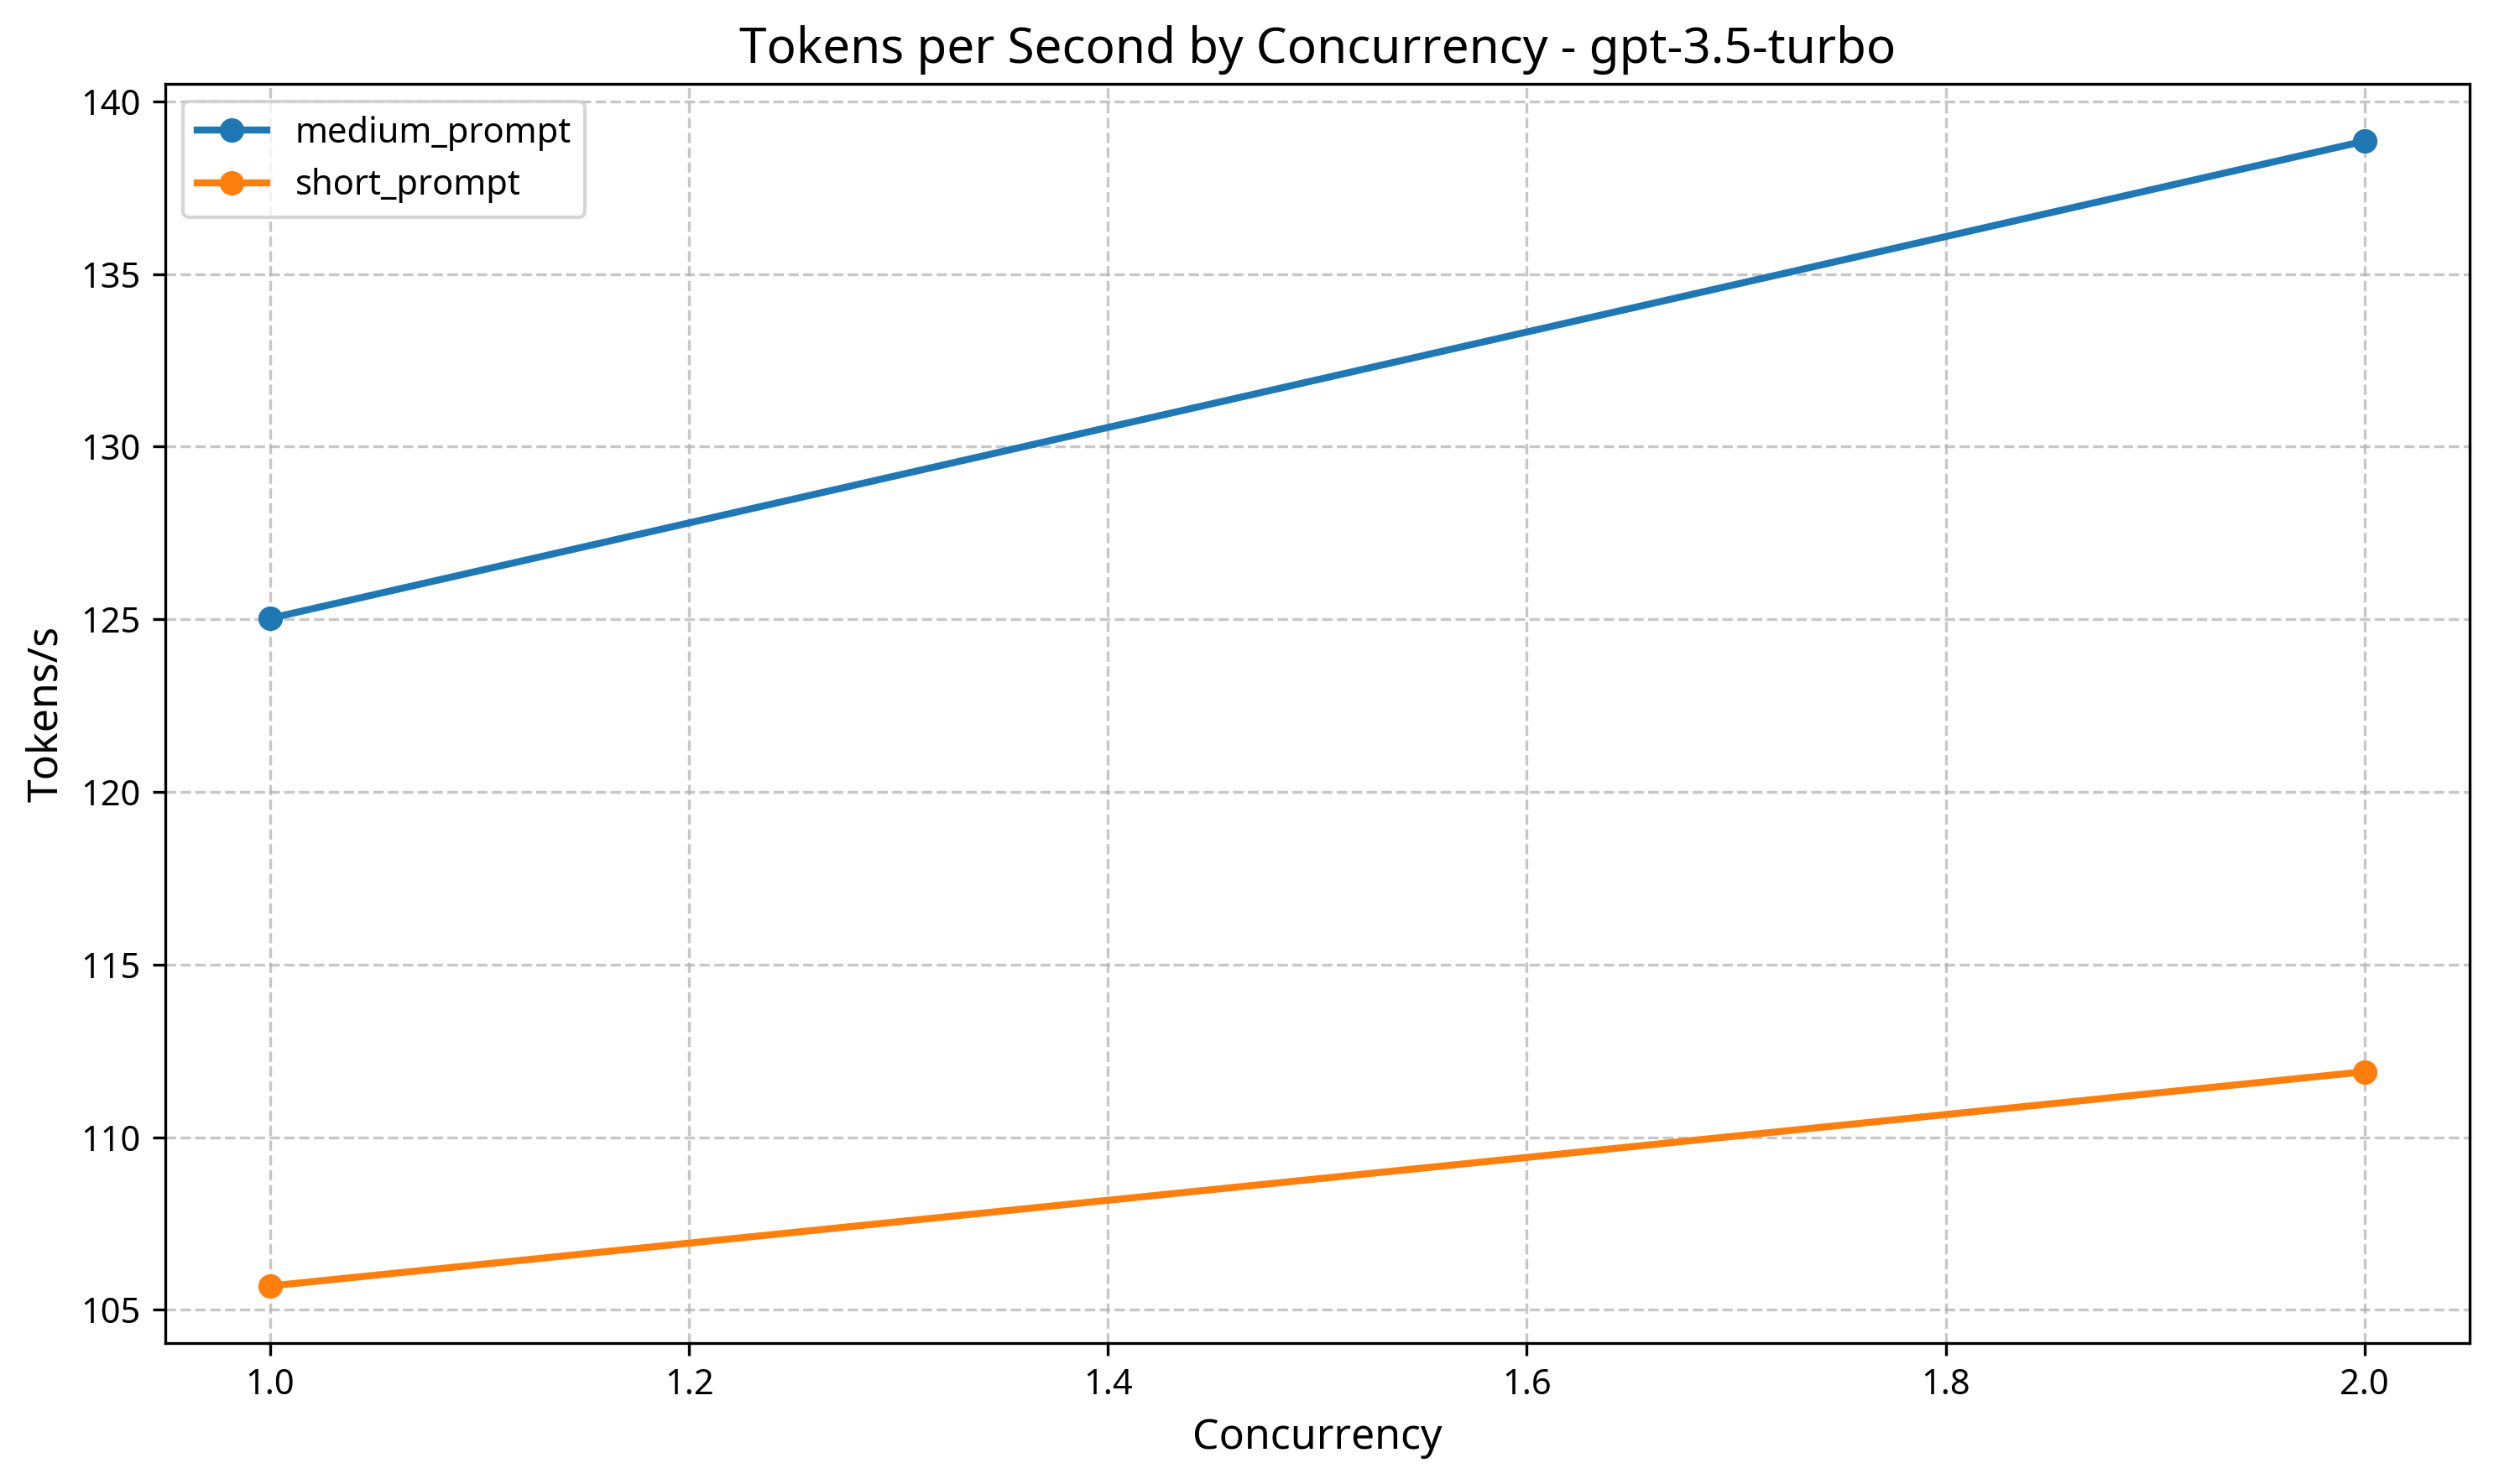 Tokens per Second by Concurrency - gpt-3.5-turbo
medium_prompt
short_prompt
140
135
130
125
120
115
110
105
Tokens/s
1.0 1.2 1.4 1.6 1.8 2.0
Concurrency